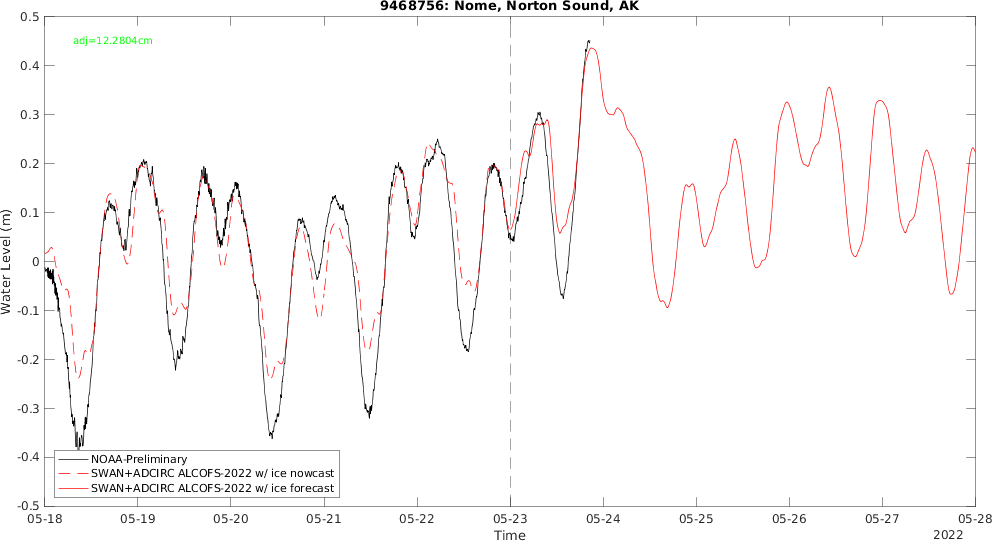 9468756: Nome, Norton Sound, AK
adj=12.2804cm
0.5
0.4
0.3
0.2
0.1
0
-0.1
-0.2
-0.3
-0.4
-0.5
Water Level (m)
NOAA-Preliminary
SWAN+ADCIRC ALCOFS-2022 w/ ice nowcast
SWAN+ADCIRC ALCOFS-2022 w/ ice forecast
05-18 05-19 05-20 05-21 05-22 05-23 05-24 05-25 05-26 05-27 05-28
Time
2022